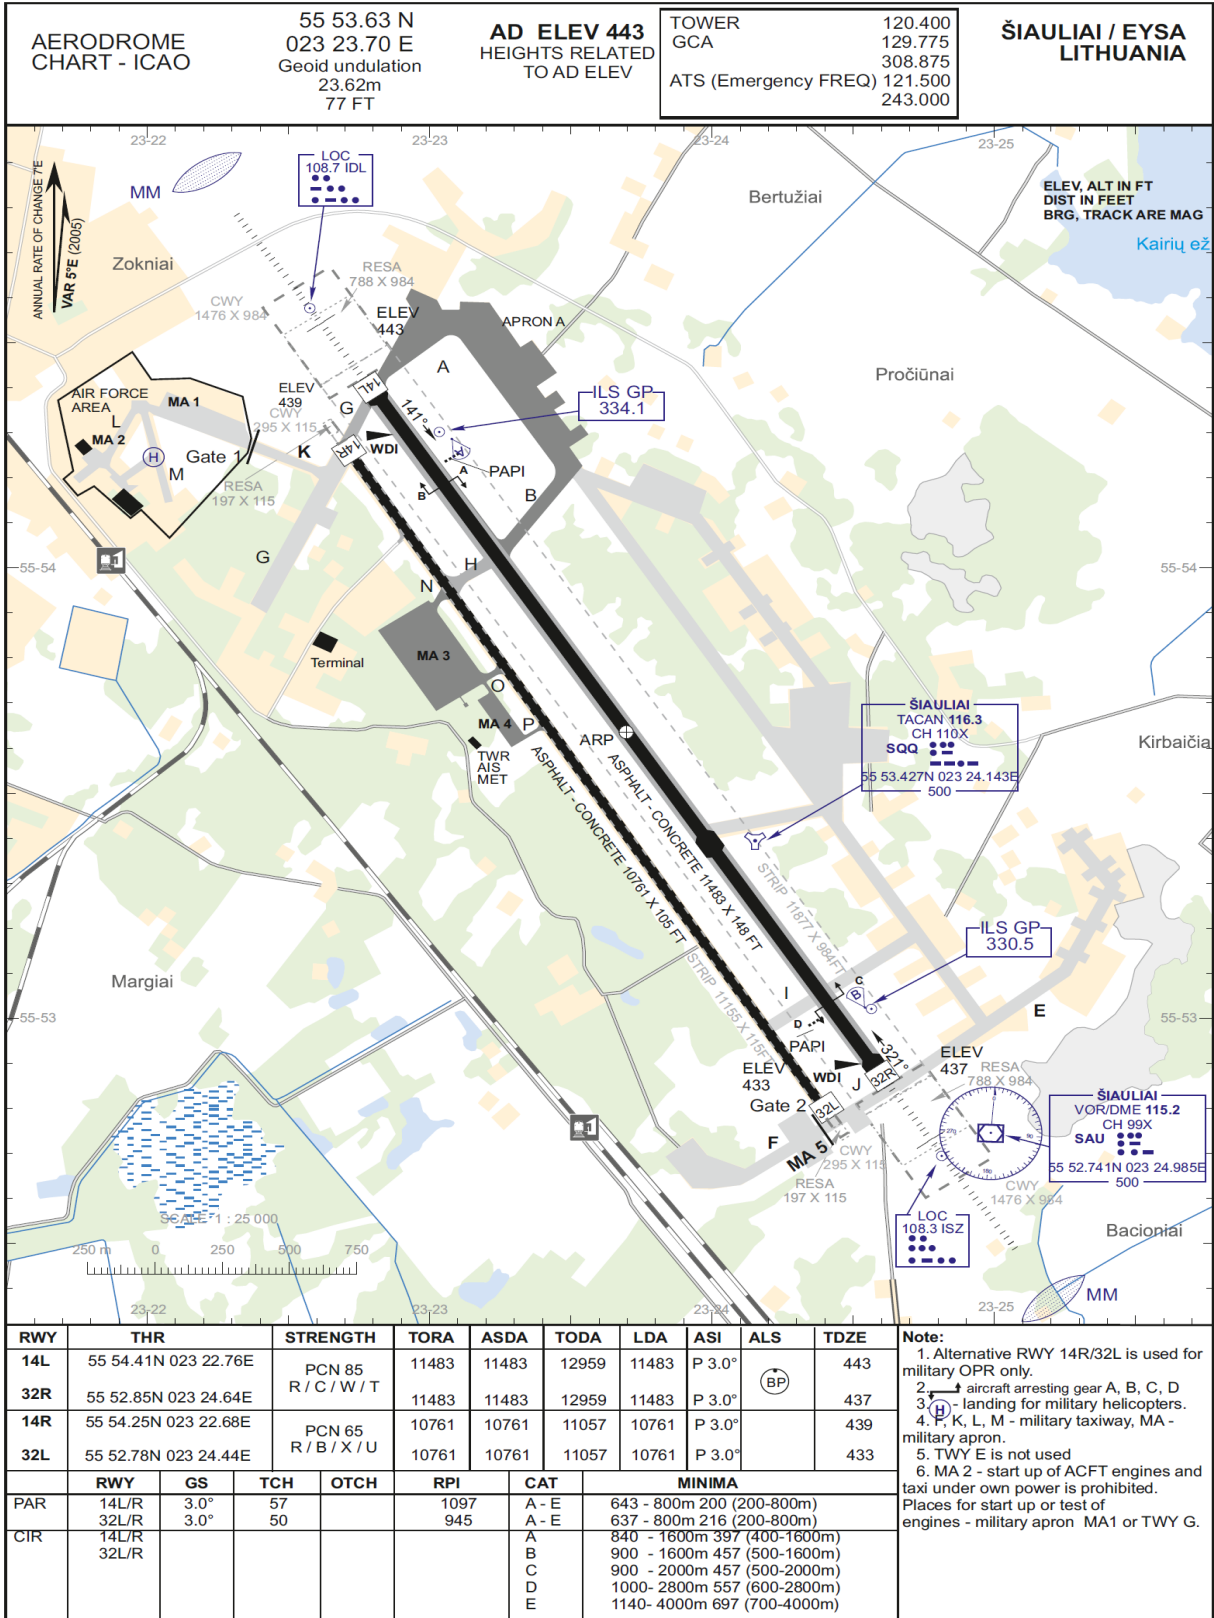 AERODROME
CHART - ICAO
55 53.63 N
023 23.70 E
Geoid undulation
23.62m
77 FT
AD ELEV 443
HEIGHTS RELATED
TO AD ELEV
TOWER 120.400
GCA 129.775
308.875
ATS (Emergency FREQ) 121.500
243.000
ŠIAULIAI / EYSA
LITHUANIA
23-22
23-23
23-24
23-25
ANNUAL RATE OF CHANGE 7'E
VAR 5°E (2005)
MM
LOC
108.7 IDL
Bertužiai
ELEV, ALT IN FT
DIST IN FEET
BRG, TRACK ARE MAG
Kairių ež
Zokniai
RESA
788 X 984
CWY
1476 X 984
ELEV
443
APRON A
A
Pročiūnai
AIR FORCE
AREA
L
MA 1
MA 2
H
M
Gate 1
ELEV
439
CWY
295 X 115
G
K
14L
14R
141°
WDI
ILS GP
334.1
A
PAPI
A
B
B
RESA
197 X 115
G
H
N
55-54
55-54
Terminal
MA 3
O
MA 4
P
TWR
AIS
MET
ARP
ŠIAULIAI
TACAN 116.3
CH 110X
SQQ
55 53.427N 023 24.143E
500
Kirbaičia
ASPHALT - CONCRETE 10761 X 105 FT
ASPHALT - CONCRETE 11483 X 148 FT
STRIP 11877 X 984FT
STRIP 11155 X 115FT
ILS GP
330.5
Margiai
I
C
B
D
E
PAPI
55-53
55-53
321°
ELEV
437
ELEV
433
WDI
J
32R
RESA
788 X 984
Gate 2
32L
F
MA 5
CWY
295 X 115
RESA
197 X 115
0
90
180
270
ŠIAULIAI
VOR/DME 115.2
CH 99X
SAU
55 52.741N 023 24.985E
500
CWY
1476 X 984
LOC
108.3 ISZ
Bacioniai
MM
SCALE 1 : 25 000
250 m 0 250 500 750
23-22
23-23
23-24
23-25
RWY THR STRENGTH TORA ASDA TODA LDA ASI ALS TDZE
14L 55 54.41N 023 22.76E PCN 85 11483 11483 12959 11483 P 3.0° BP 443
32R 55 52.85N 023 24.64E R / C / W / T 11483 11483 12959 11483 P 3.0° 437
14R 55 54.25N 023 22.68E PCN 65 10761 10761 11057 10761 P 3.0° 439
32L 55 52.78N 023 24.44E R / B / X / U 10761 10761 11057 10761 P 3.0° 433
RWY GS TCH OTCH RPI CAT MINIMA
PAR 14L/R 3.0° 57 1097 A - E 643 - 800m 200 (200-800m)
32L/R 3.0° 50 945 A - E 637 - 800m 216 (200-800m)
CIR 14L/R A 840 - 1600m 397 (400-1600m)
32L/R B 900 - 1600m 457 (500-1600m)
C 900 - 2000m 457 (500-2000m)
D 1000- 2800m 557 (600-2800m)
E 1140- 4000m 697 (700-4000m)
Note:
1. Alternative RWY 14R/32L is used for
military OPR only.
2. aircraft arresting gear A, B, C, D
3. H - landing for military helicopters.
4. F, K, L, M - military taxiway, MA -
military apron.
5. TWY E is not used
6. MA 2 - start up of ACFT engines and
taxi under own power is prohibited.
Places for start up or test of
engines - military apron MA1 or TWY G.